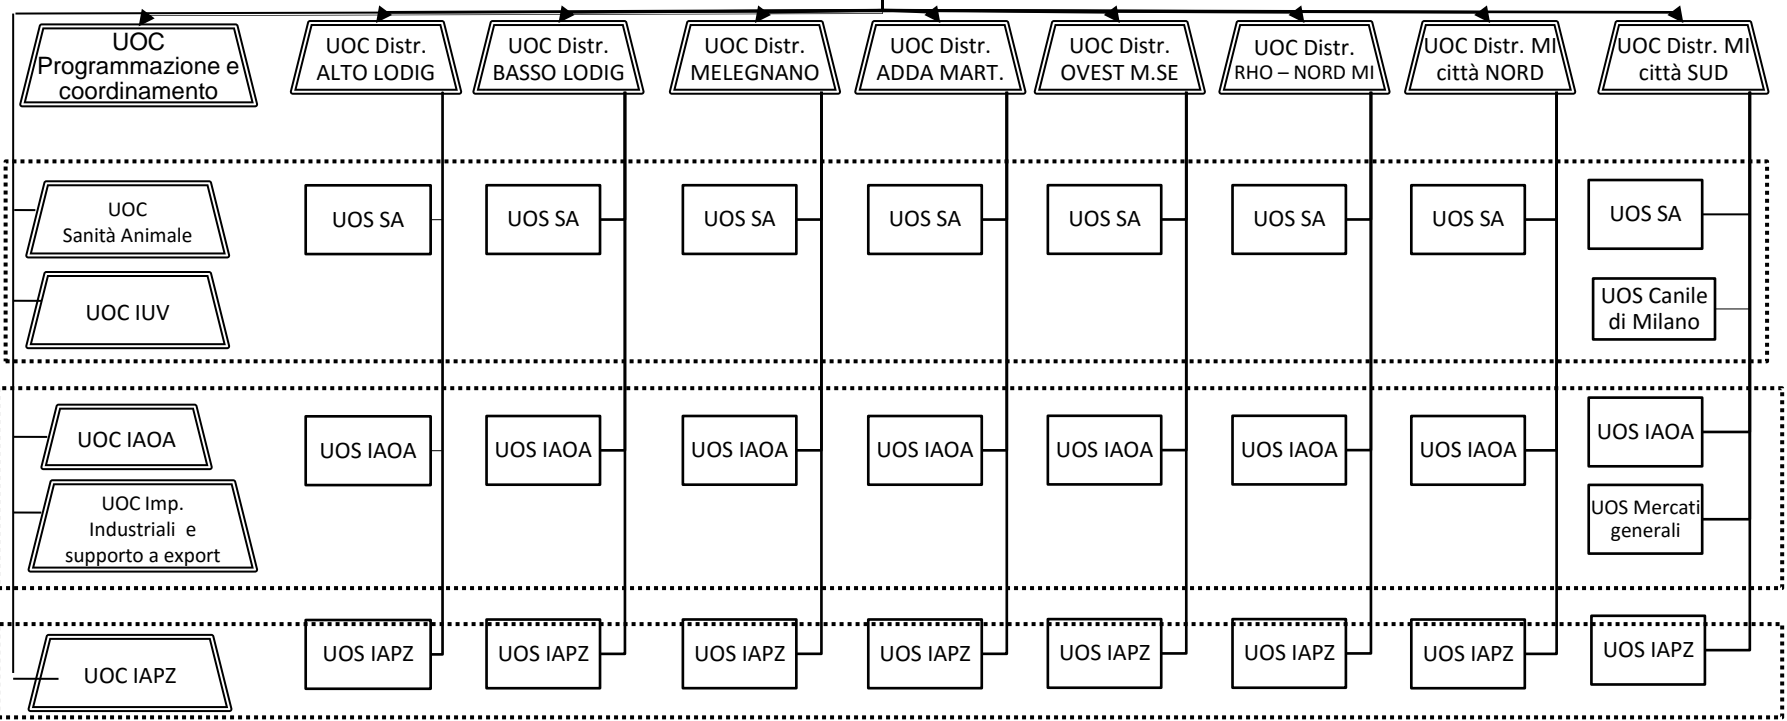 UOC
Programmazione e
coordinamento
UOC Distr.
ALTO LODIG
UOC Distr.
BASSO LODIG
UOC Distr.
MELEGNANO
UOC Distr.
ADDA MART.
UOC Distr.
OVEST M.SE
UOC Distr.
RHO – NORD MI
UOC Distr. MI
città NORD
UOC Distr. MI
città SUD
UOC
Sanità Animale
UOS SA
UOS SA
UOS SA
UOS SA
UOS SA
UOS SA
UOS SA
UOS SA
UOC IUV
UOS Canile
di Milano
UOC IAOA
UOS IAOA
UOS IAOA
UOS IAOA
UOS IAOA
UOS IAOA
UOS IAOA
UOS IAOA
UOS IAOA
UOC Imp.
Industriali e
supporto a export
UOS Mercati
generali
UOC IAPZ
UOS IAPZ
UOS IAPZ
UOS IAPZ
UOS IAPZ
UOS IAPZ
UOS IAPZ
UOS IAPZ
UOS IAPZ